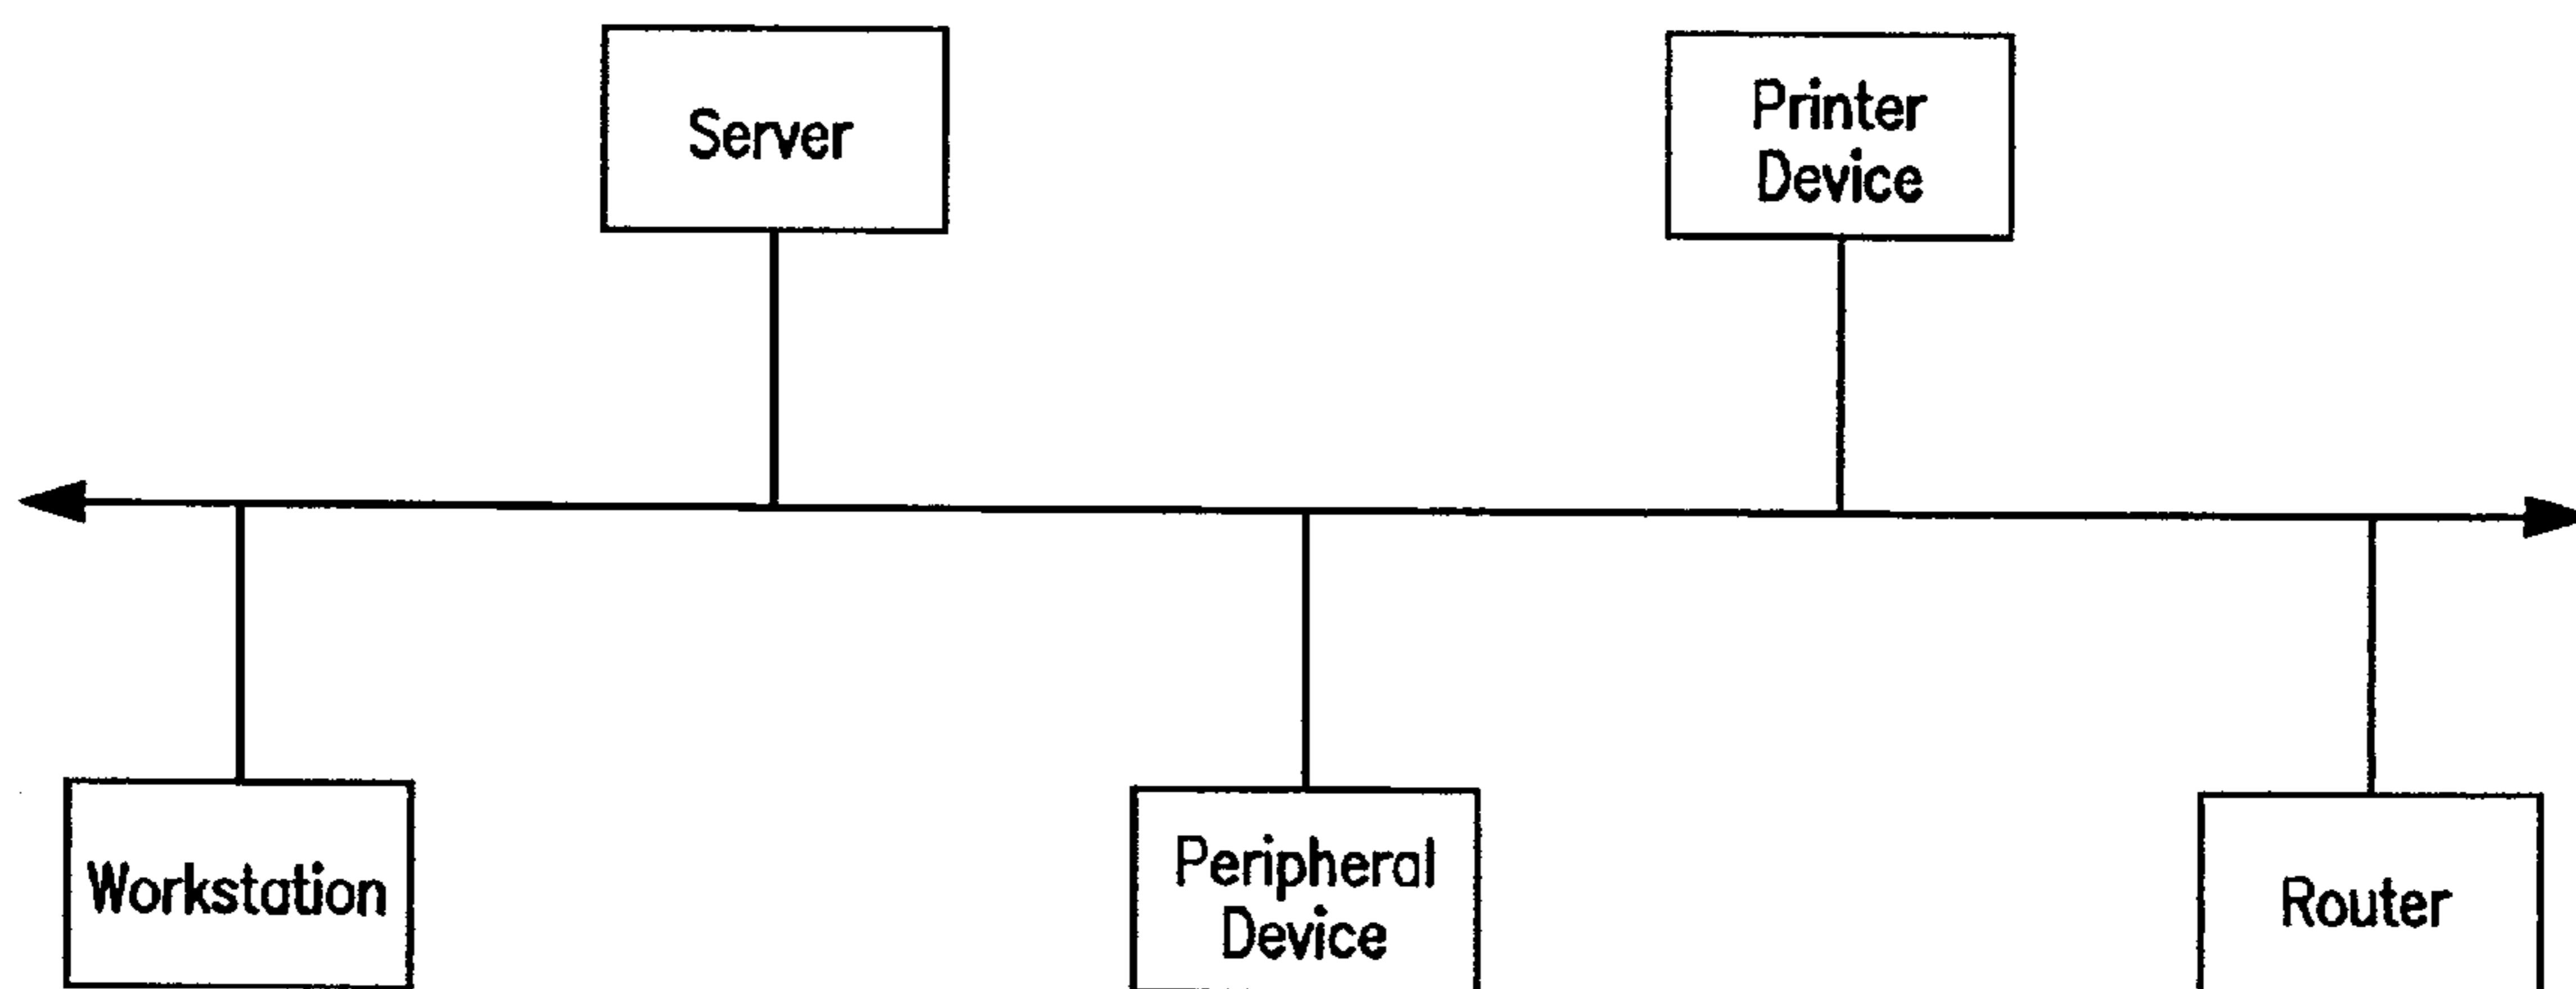 Server
Printer
Device
Workstation
Peripheral
Device
Router